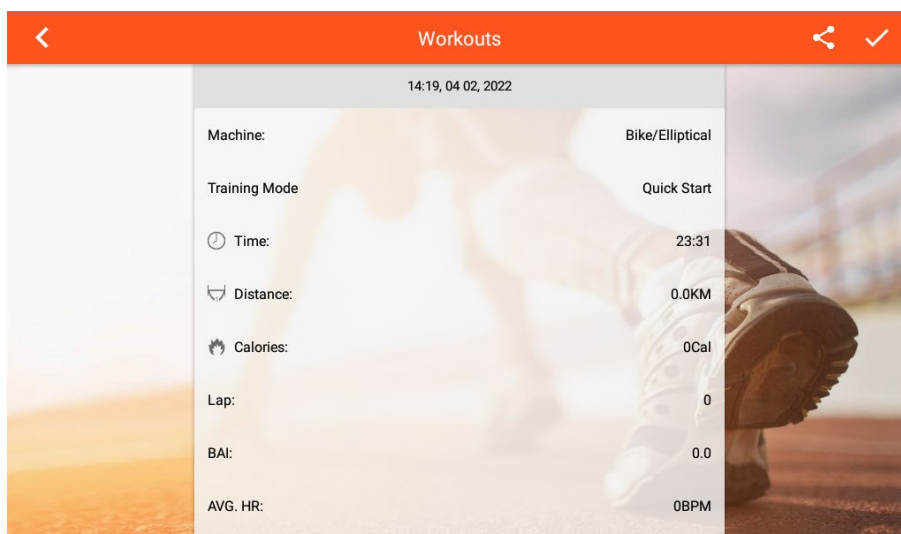 Workouts
14:19, 04 02, 2022
Machine: Bike/Elliptical
Training Mode Quick Start
Time: 23:31
Distance: 0.0KM
Calories: 0Cal
Lap: 0
BAI: 0.0
AVG. HR: 0BPM